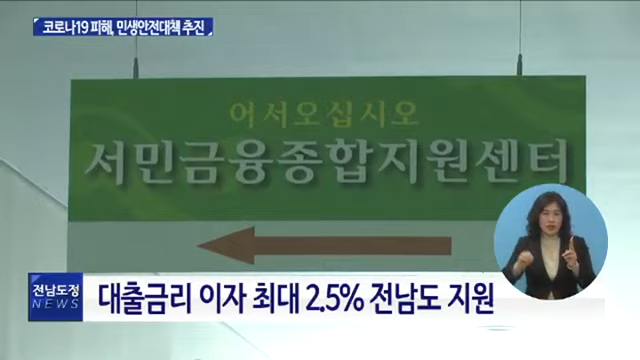 코로나19 피해, 민생안전대책 추진
어서오십시오
서민금융종합지원센터
전남도정
NEWS
대출금리 이자 최대 2.5% 전남도 지원